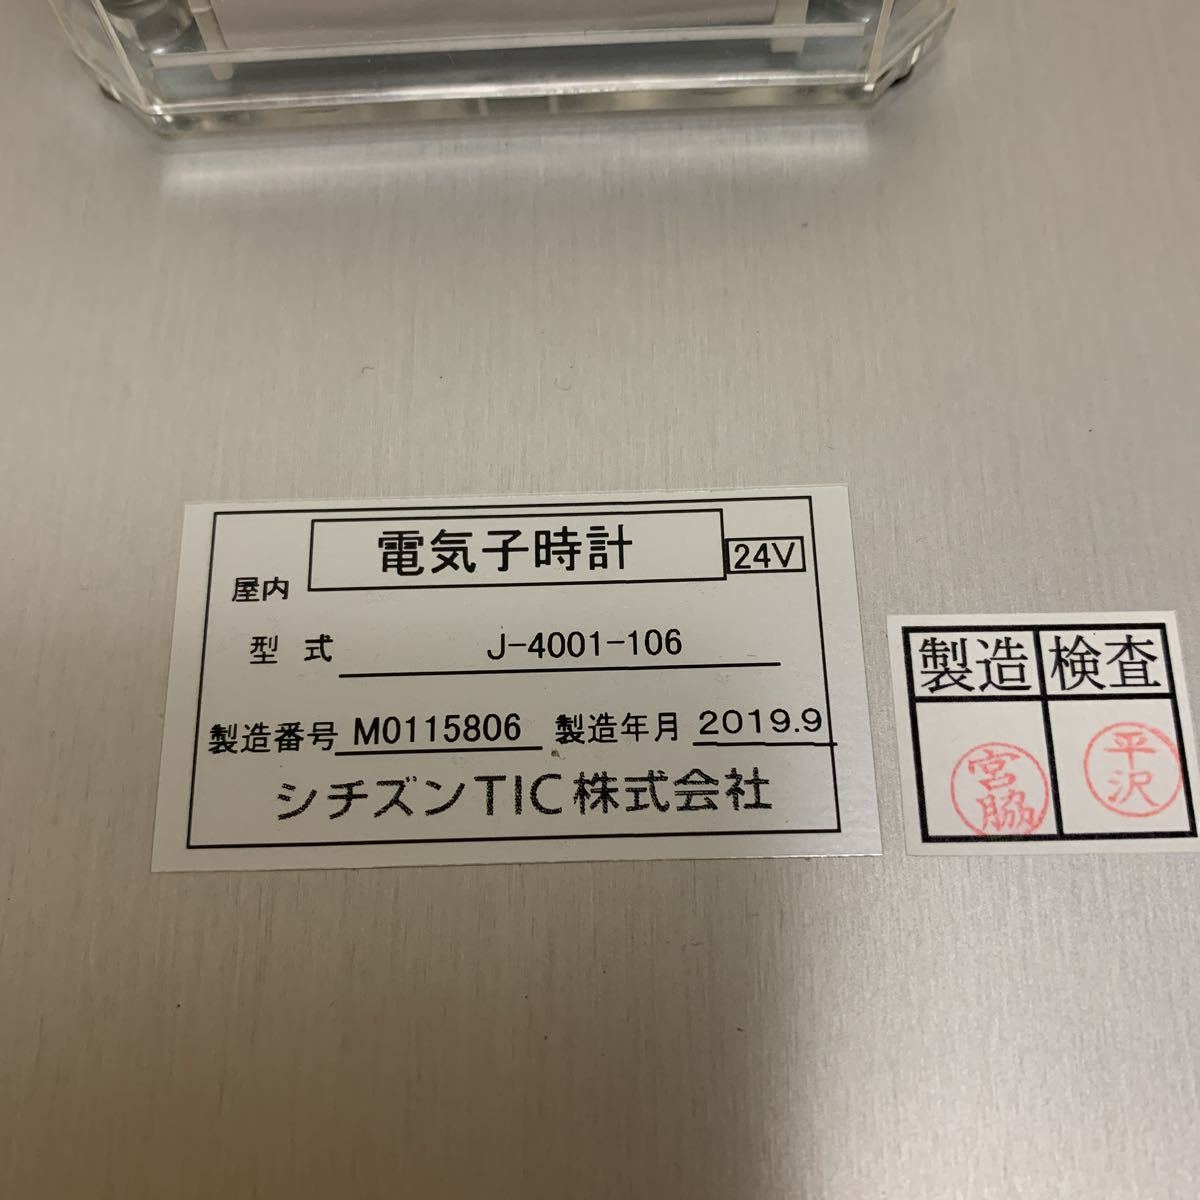 電気子時計
24V
屋内
型式 J-4001-106
製造番号 M0115806 製造年月 2019.9
シチズンTIC株式会社
製造 検査
宮脇 平沢